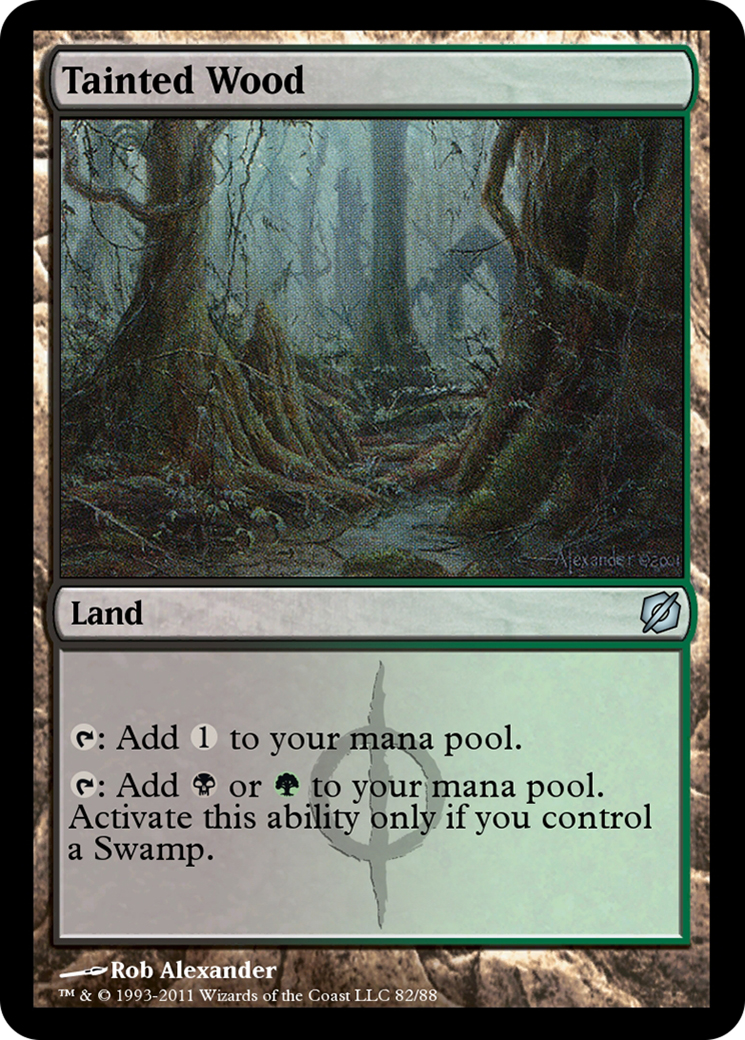 Tainted Wood
Alexander ©2001
Land
: Add 1 to your mana pool.
: Add or to your mana pool.
Activate this ability only if you control
a Swamp.
Rob Alexander
™ & © 1993-2011 Wizards of the Coast LLC 82/88